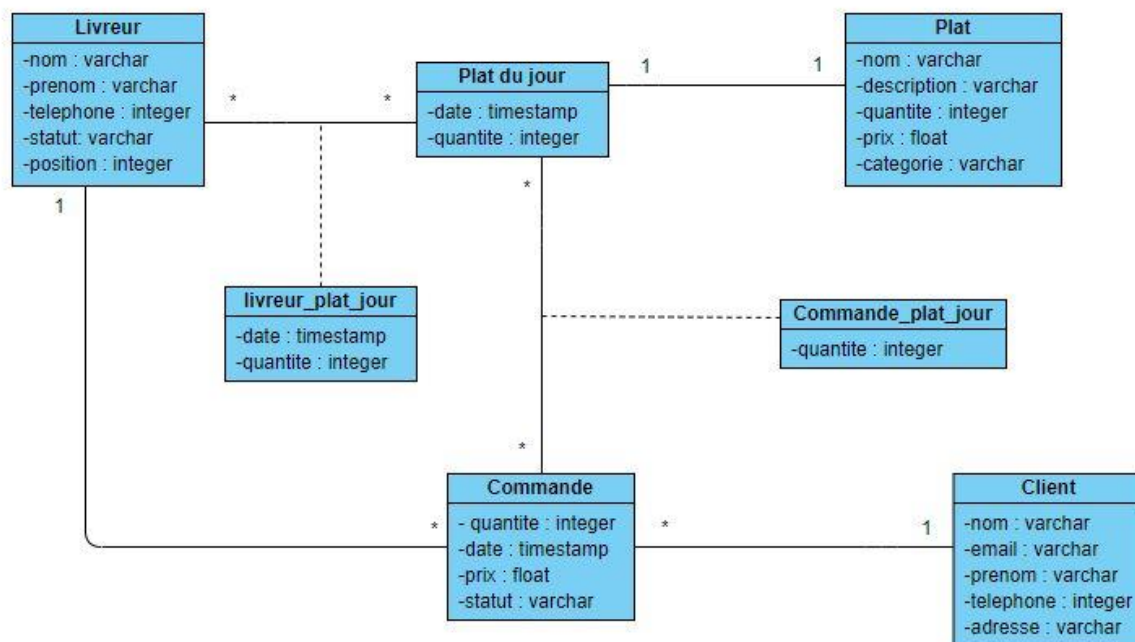 Livreur
-nom : varchar
-prenom : varchar
-telephone : integer
-statut: varchar
-position : integer
Plat du jour
-date : timestamp
-quantite : integer
Plat
-nom : varchar
-description : varchar
-quantite : integer
-prix : float
-categorie : varchar
*
*
1
1
1
*
livreur_plat_jour
-date : timestamp
-quantite : integer
Commande_plat_jour
-quantite : integer
*
Commande
- quantite : integer
-date : timestamp
-prix : float
-statut : varchar
*
*
1
Client
-nom : varchar
-email : varchar
-prenom : varchar
-telephone : integer
-adresse : varchar